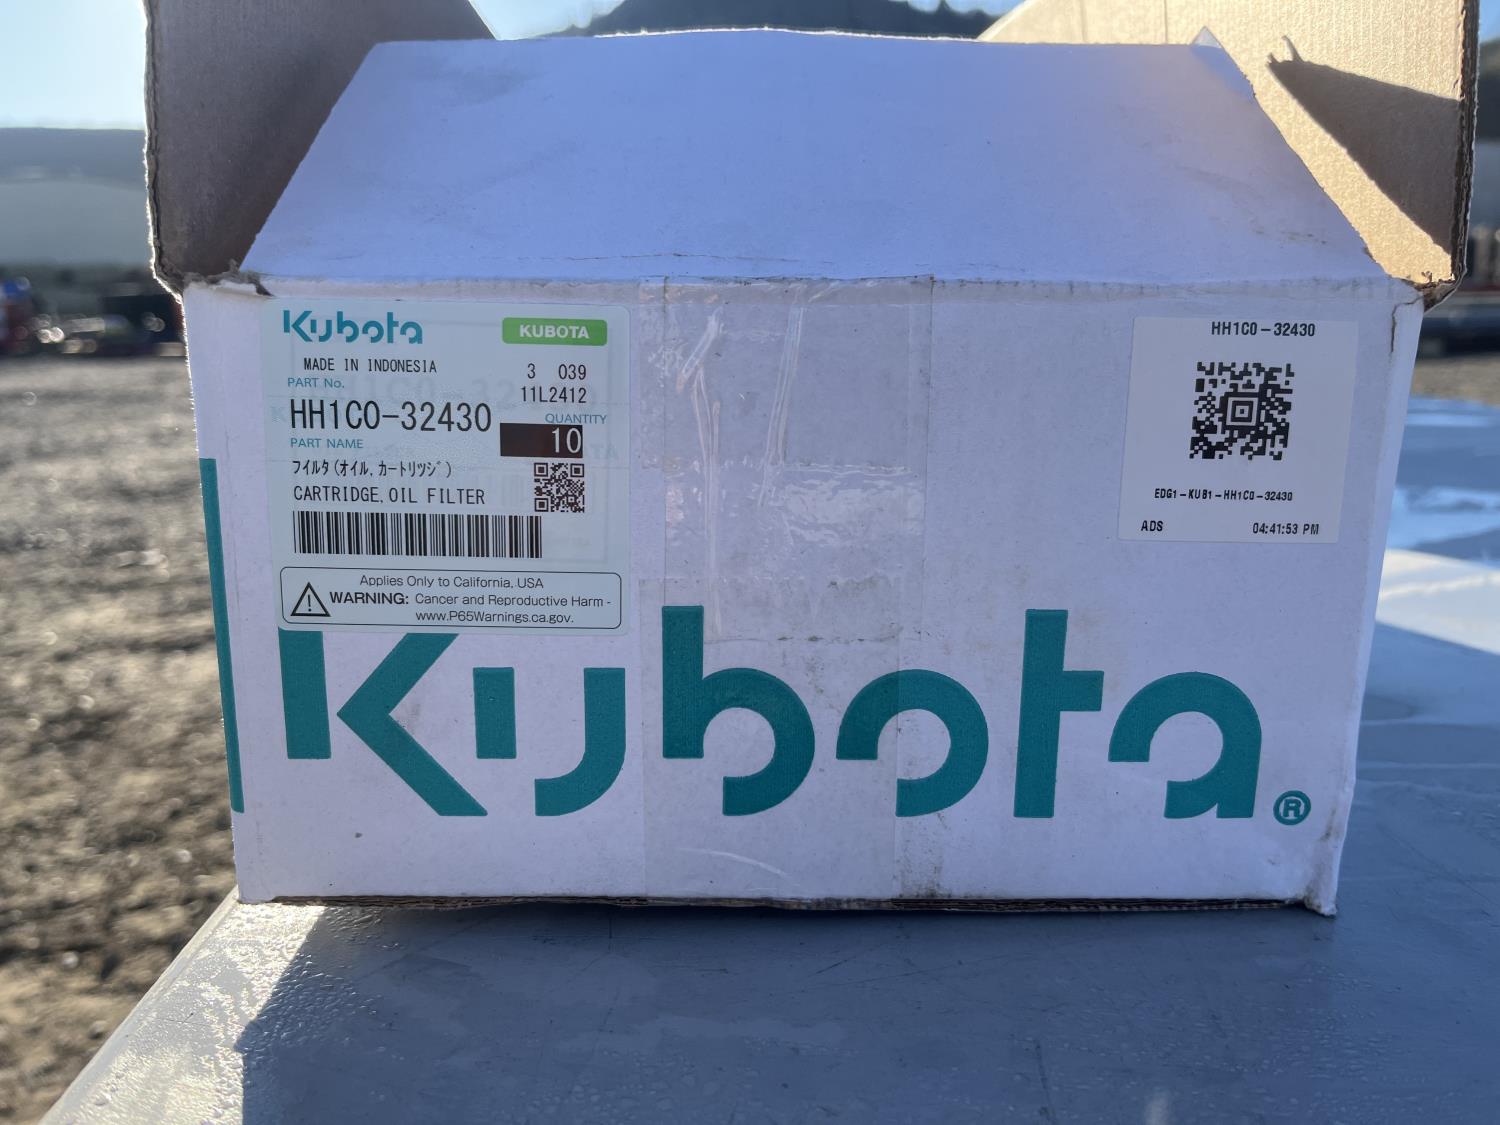 Kubota
KUBOTA
MADE IN INDONESIA
3 039
PART No.
11L2412
HH1C0-32430
QUANTITY
10
PART NAME
フイルタ(オイル,カートリツジ)
CARTRIDGE,OIL FILTER
Applies Only to California, USA
WARNING: Cancer and Reproductive Harm -
www.P65Warnings.ca.gov.
HH1C0-32430
EDG1-KUB1-HH1C0-32430
ADS 04:41:53 PM
Kubota®